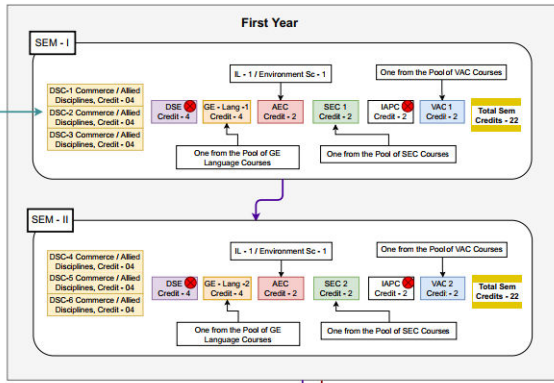 First Year
SEM - I
IL - 1 / Environment Sc - 1
One from the Pool of VAC Courses
DSC-1 Commerce / Allied
Disciplines, Credit - 04
DSC-2 Commerce / Allied
Disciplines, Credit - 04
DSC-3 Commerce / Allied
Disciplines, Credit - 04
DSE
Credit - 4
GE - Lang -1
Credit - 4
AEC
Credit - 2
SEC 1
Credit - 2
IAPC
Credit - 2
VAC 1
Credit - 2
Total Sem
Credits - 22
One from the Pool of GE
Language Courses
One from the Pool of SEC Courses
SEM - II
IL - 1 / Environment Sc - 1
One from the Pool of VAC Courses
DSC-4 Commerce / Allied
Disciplines, Credit - 04
DSC-5 Commerce / Allied
Disciplines, Credit - 04
DSC-6 Commerce / Allied
Disciplines, Credit - 04
DSE
Credit - 4
GE - Lang -2
Credit - 4
AEC
Credit - 2
SEC 2
Credit - 2
IAPC
Credit - 2
VAC 2
Credit - 2
Total Sem
Credits - 22
One from the Pool of GE
Language Courses
One from the Pool of SEC Courses